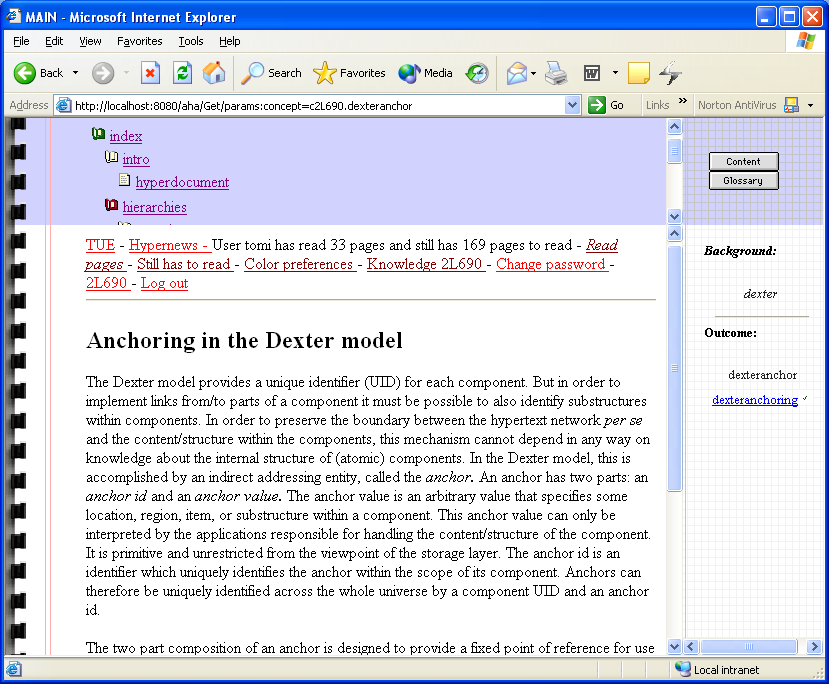 MAIN - Microsoft Internet Explorer
File Edit View Favorites Tools Help
Back Search Favorites Media
Address http://localhost:8080/aha/Get/params:concept=c2L690.dexteranchor Go Links » Norton AntiVirus
index
intro
hyperdocument
hierarchies
Content
Glossary
TUE - Hypernews - User tomi has read 33 pages and still has 169 pages to read - Read
pages - Still has to read - Color preferences - Knowledge 2L690 - Change password -
2L690 - Log out
Anchoring in the Dexter model
The Dexter model provides a unique identifier (UID) for each component. But in order to
implement links from/to parts of a component it must be possible to also identify substructures
within components. In order to preserve the boundary between the hypertext network per se
and the content/structure within the components, this mechanism cannot depend in any way on
knowledge about the internal structure of (atomic) components. In the Dexter model, this is
accomplished by an indirect addressing entity, called the anchor. An anchor has two parts: an
anchor id and an anchor value. The anchor value is an arbitrary value that specifies some
location, region, item, or substructure within a component. This anchor value can only be
interpreted by the applications responsible for handling the content/structure of the component.
It is primitive and unrestricted from the viewpoint of the storage layer. The anchor id is an
identifier which uniquely identifies the anchor within the scope of its component. Anchors can
therefore be uniquely identified across the whole universe by a component UID and an anchor
id.
The two part composition of an anchor is designed to provide a fixed point of reference for use
Background:
dexter
Outcome:
dexteranchor
dexteranchoring
Local intranet